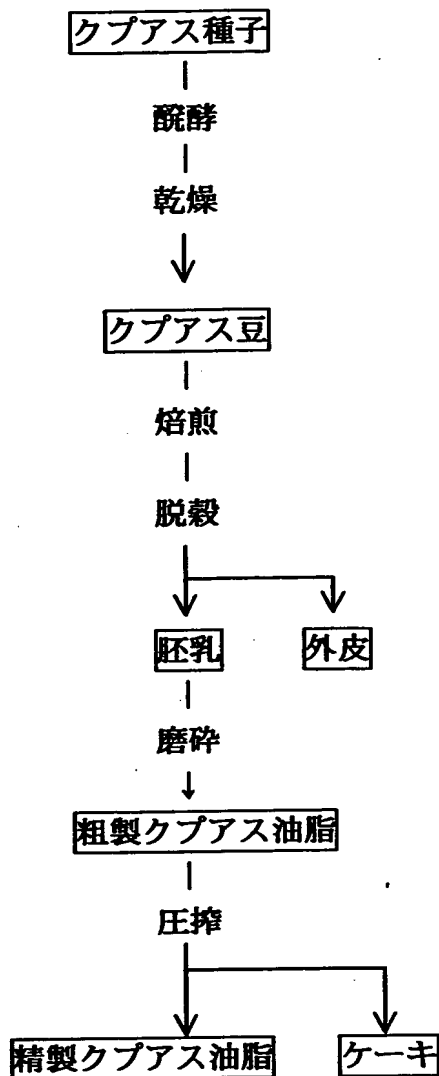 クプアス種子
醗酵
乾燥
クプアス豆
焙煎
脱穀
胚乳 外皮
磨砕
粗製クプアス油脂
圧搾
精製クプアス油脂 ケーキ